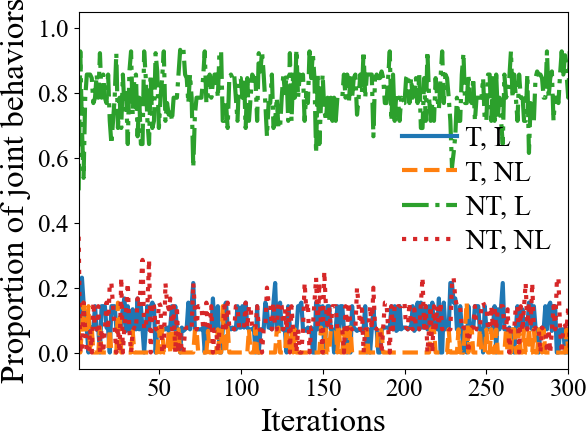 Proportion of joint behaviors
1.0
0.8
0.6
0.4
0.2
0.0
T, L
T, NL
NT, L
NT, NL
50
100
150
200
250
300
Iterations